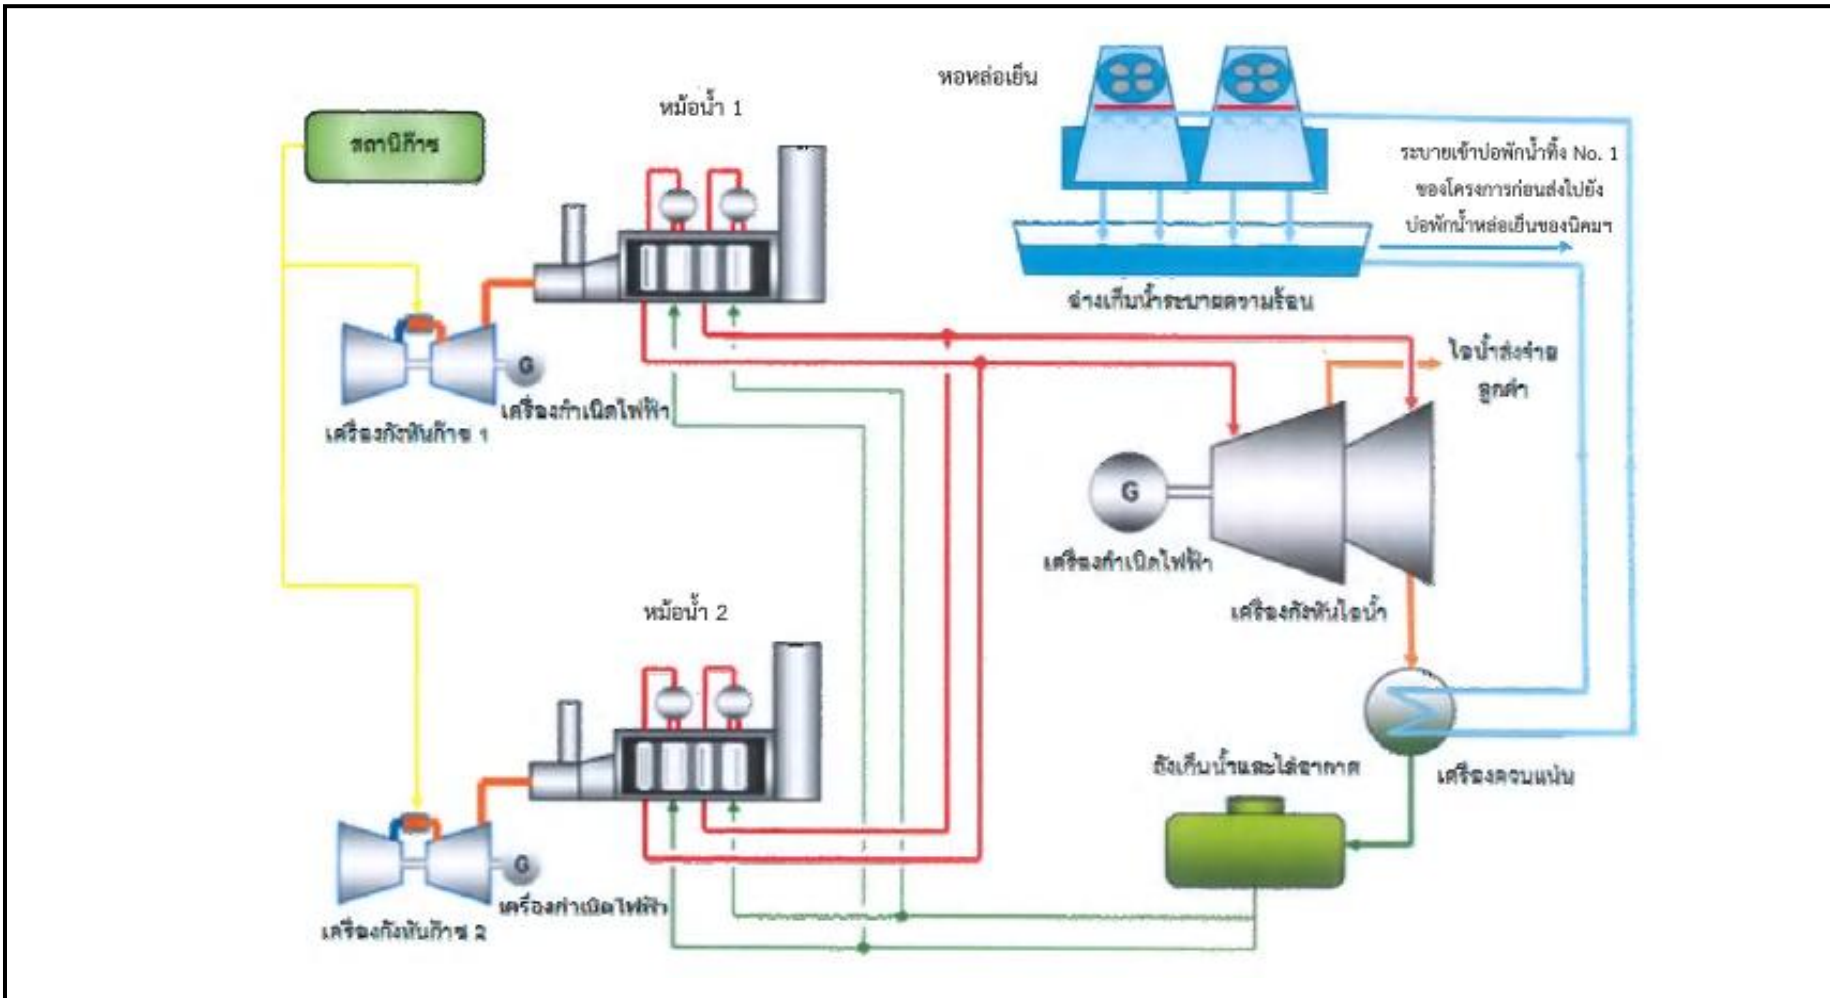 หอหล่อเย็น
หม้อน้ำ 1
สถานีก๊าซ
ระบายเข้าบ่อพักน้ำทิ้ง No. 1
ของโครงการก่อนส่งไปยัง
บ่อพักน้ำหล่อเย็นของนิคมฯ
อ่างเก็บน้ำระบายความร้อน
ไอน้ำส่งจ่าย
ลูกค้า
G
เครื่องกำเนิดไฟฟ้า
เครื่องกังหันก๊าซ 1
G
เครื่องกำเนิดไฟฟ้า
เครื่องกังหันไอน้ำ
หม้อน้ำ 2
ถังเก็บน้ำและไล่อากาศ
เครื่องควบแน่น
G
เครื่องกำเนิดไฟฟ้า
เครื่องกังหันก๊าซ 2